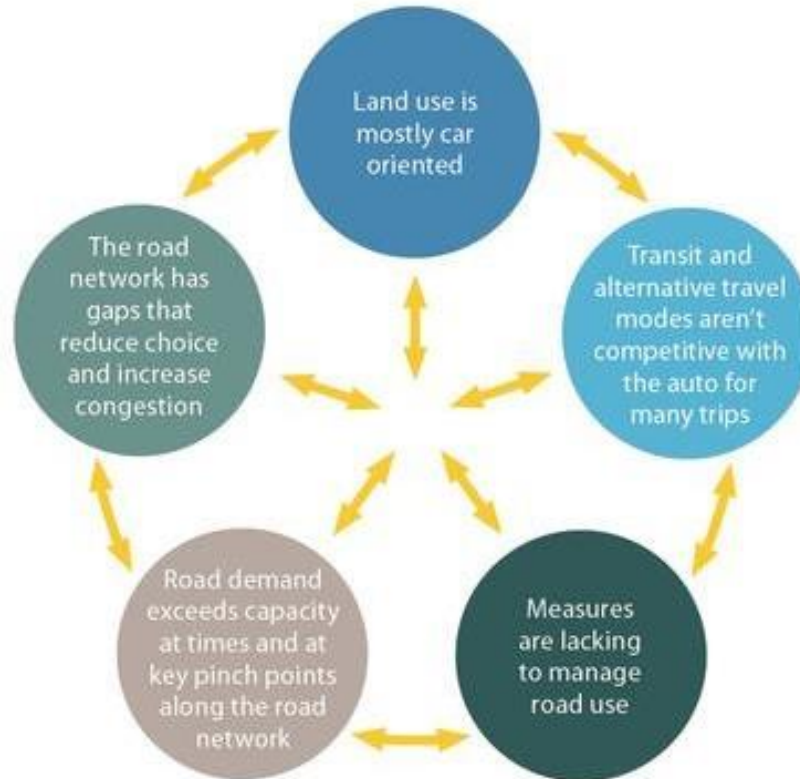 Land use is
mostly car
oriented
The road
network has
gaps that
reduce choice
and increase
congestion
Transit and
alternative travel
modes aren't
competitive with
the auto for
many trips
Road demand
exceeds capacity
at times and at
key pinch points
along the road
network
Measures
are lacking
to manage
road use